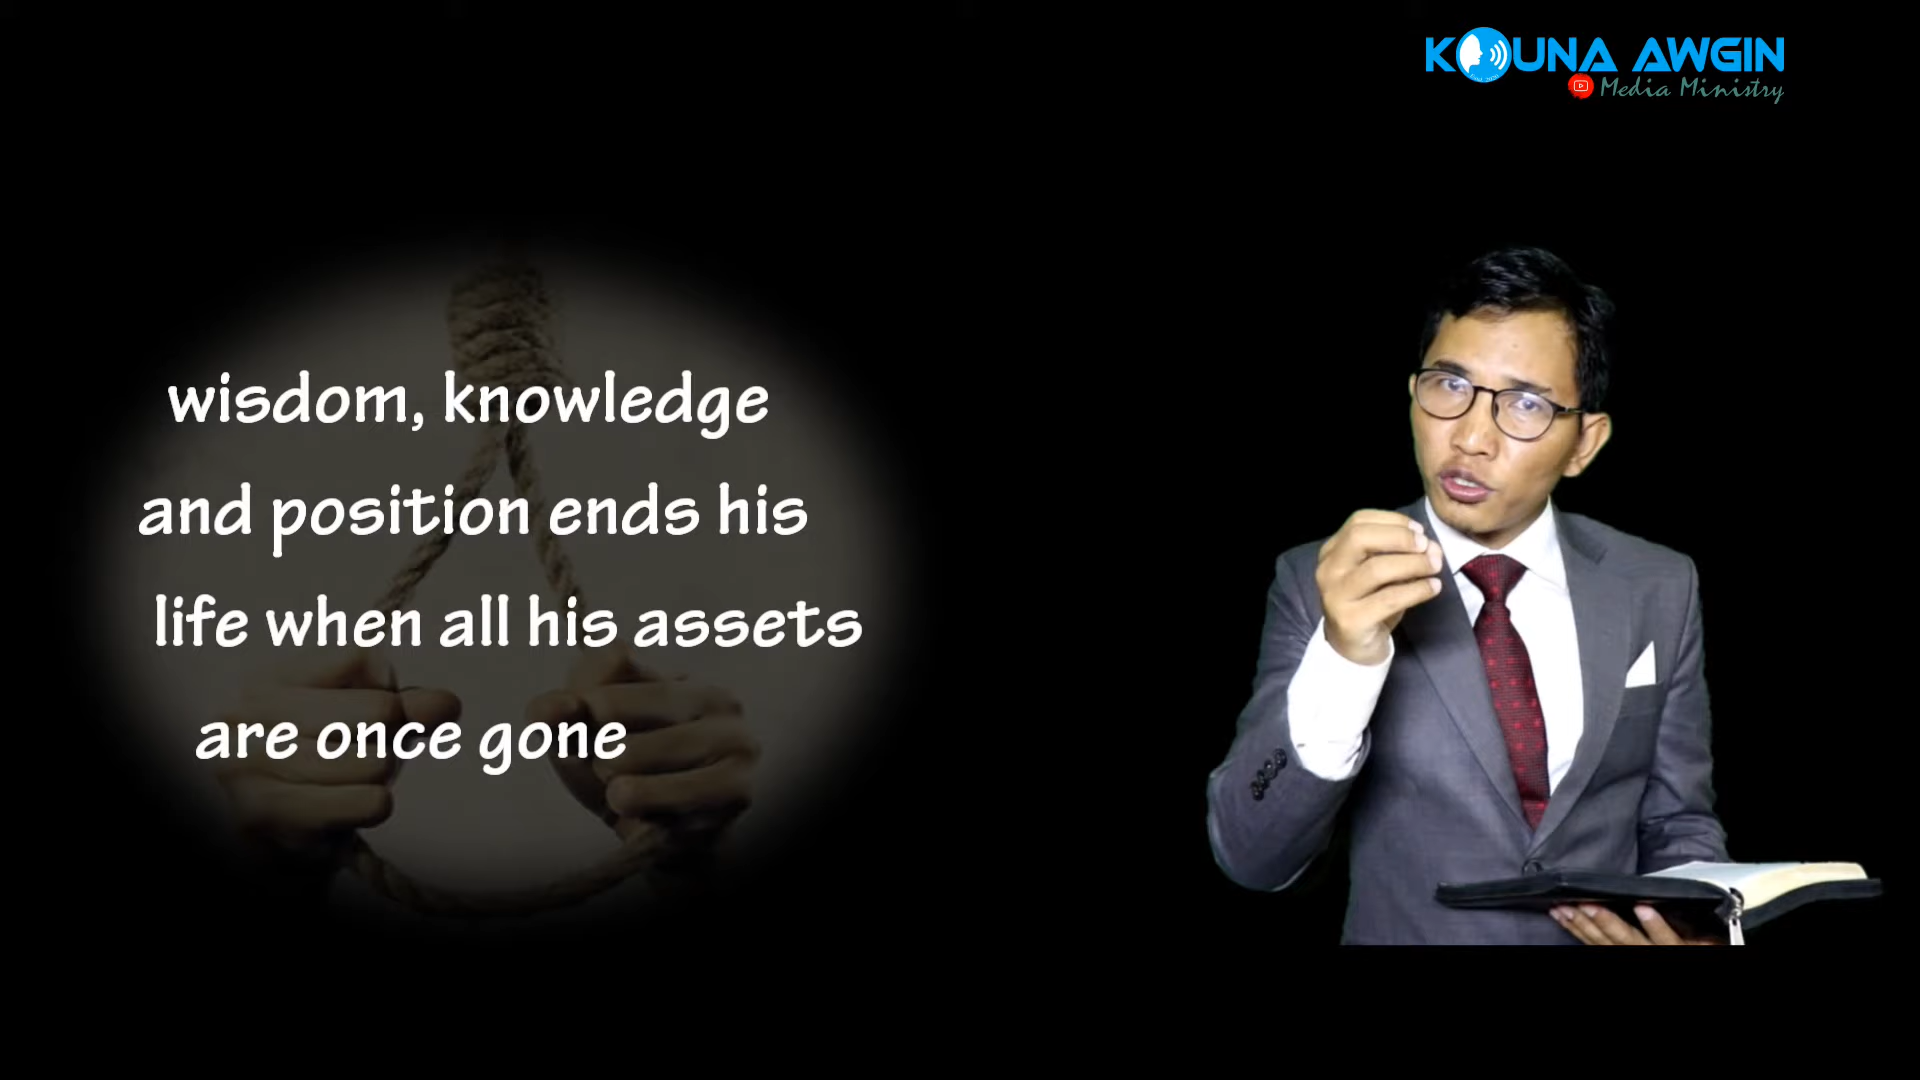 KOUNA AWGIN
Media Ministry
wisdom, knowledge
and position ends his
life when all his assets
are once gone